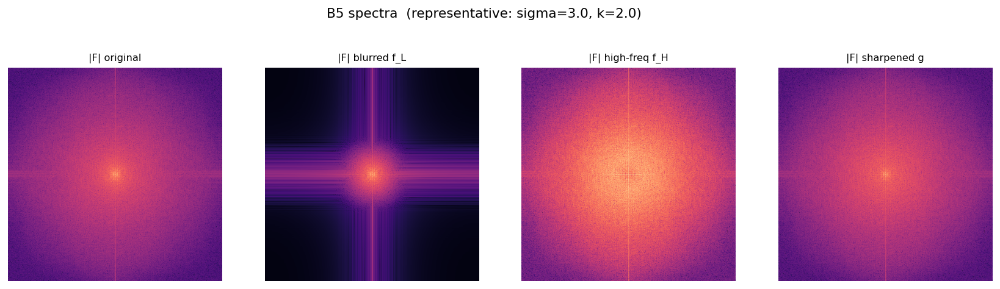 B5 spectra  (representative: sigma=3.0, k=2.0)
|F| original
|F| blurred f_L
|F| high-freq f_H
|F| sharpened g